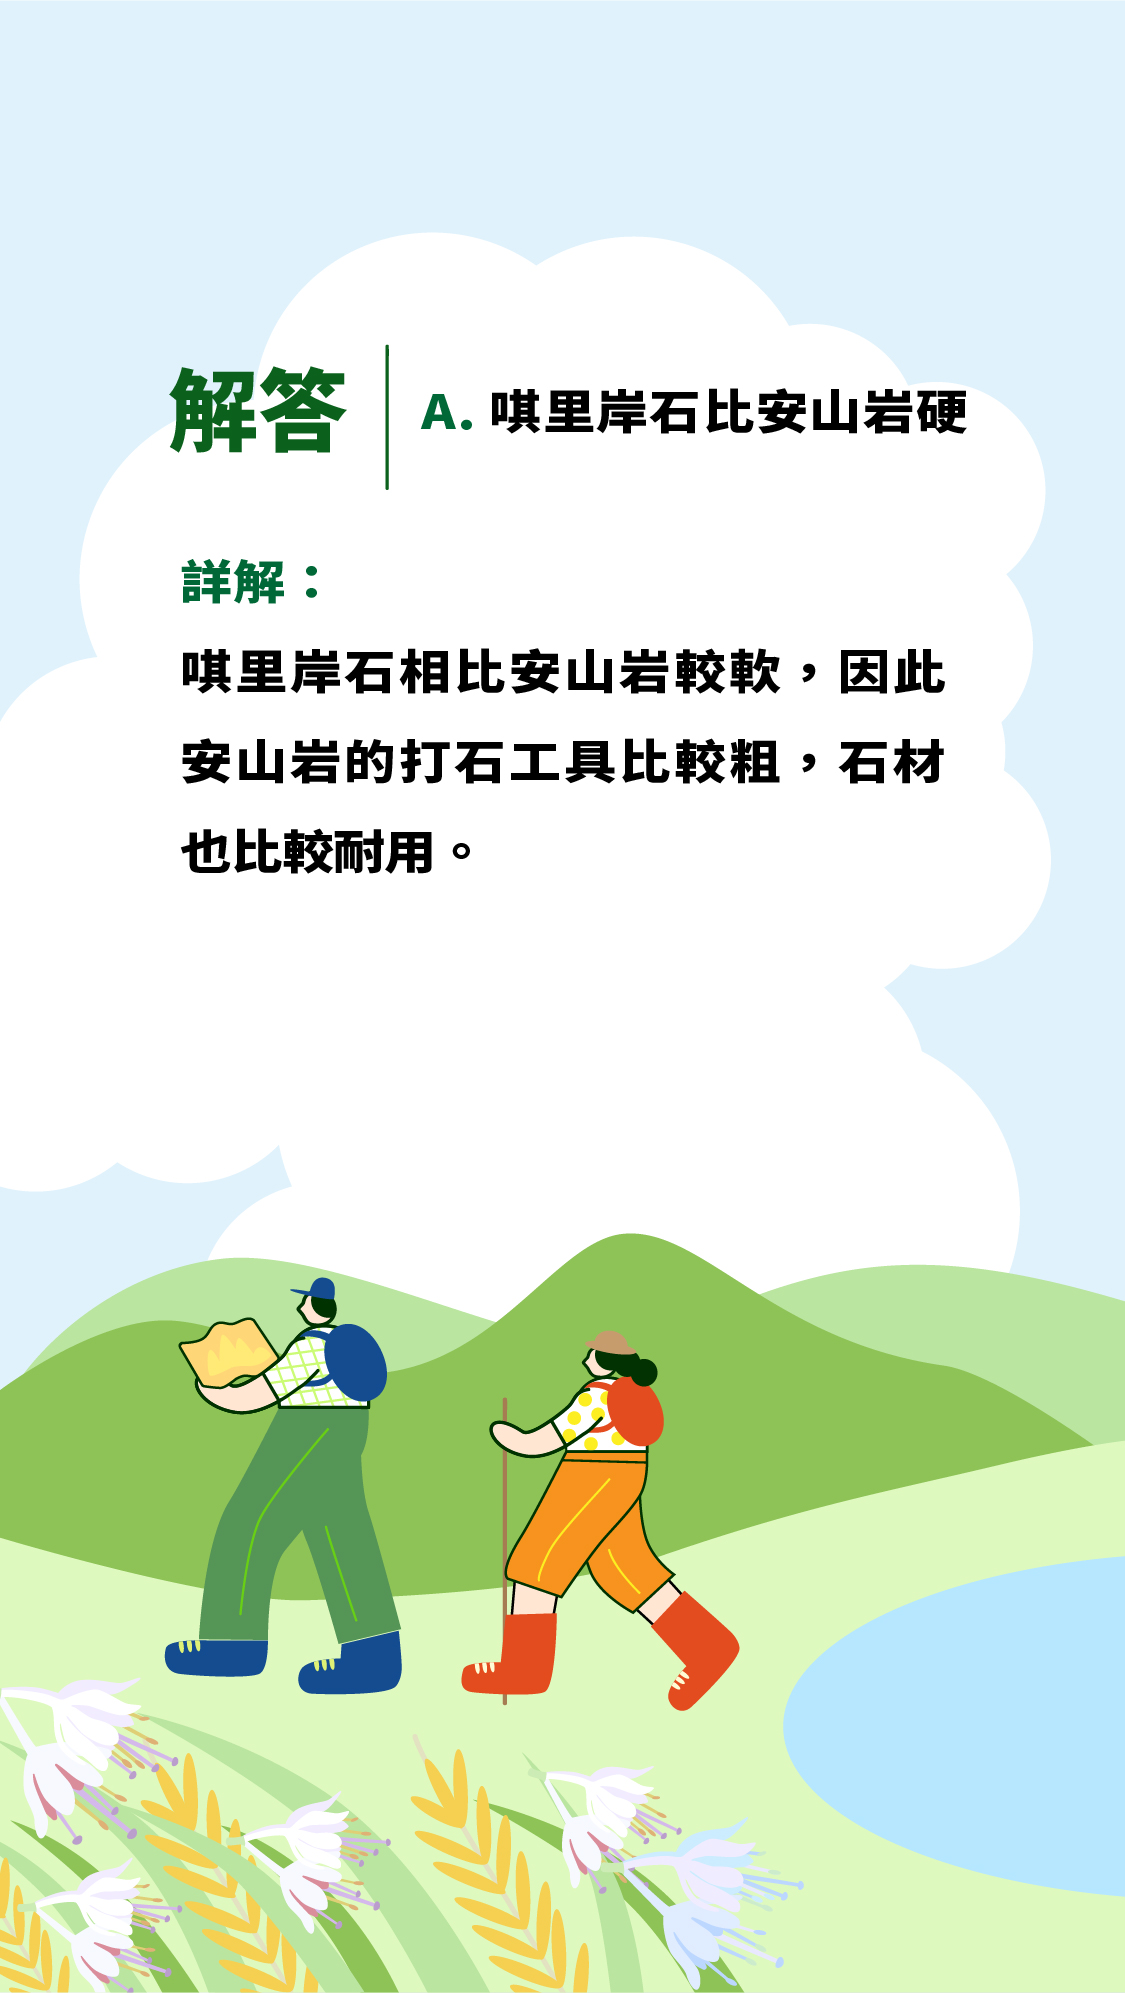 解答
A. 唭里岸石比安山岩硬
詳解：
唭里岸石相比安山岩較軟，因此
安山岩的打石工具比較粗，石材
也比較耐用。